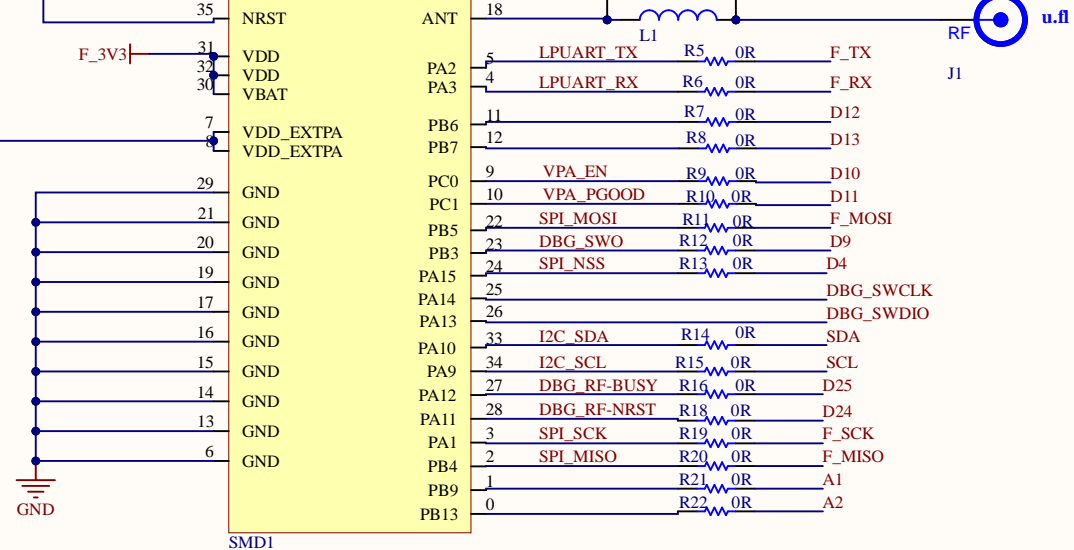 35 NRST ANT 18 L1 RF u.fl
J1
F_3V3 31 VDD
32 VDD
30 VBAT
7 VDD_EXTPA
8 VDD_EXTPA
29 GND
21 GND
20 GND
19 GND
17 GND
16 GND
15 GND
14 GND
13 GND
6 GND
GND
PA2 5 LPUART_TX R5 0R F_TX
PA3 4 LPUART_RX R6 0R F_RX
PB6 11 R7 0R D12
PB7 12 R8 0R D13
PC0 9 VPA_EN R9 0R D10
PC1 10 VPA_PGOOD R10 0R D11
PB5 22 SPI_MOSI R11 0R F_MOSI
PB3 23 DBG_SWO R12 0R D9
PA15 24 SPI_NSS R13 0R D4
PA14 25 DBG_SWCLK
PA13 26 DBG_SWDIO
PA10 33 I2C_SDA R14 0R SDA
PA9 34 I2C_SCL R15 0R SCL
PA12 27 DBG_RF-BUSY R16 0R D25
PA11 28 DBG_RF-NRST R18 0R D24
PA1 3 SPI_SCK R19 0R F_SCK
PB4 2 SPI_MISO R20 0R F_MISO
PB9 1 R21 0R A1
PB13 0 R22 0R A2
SMD1